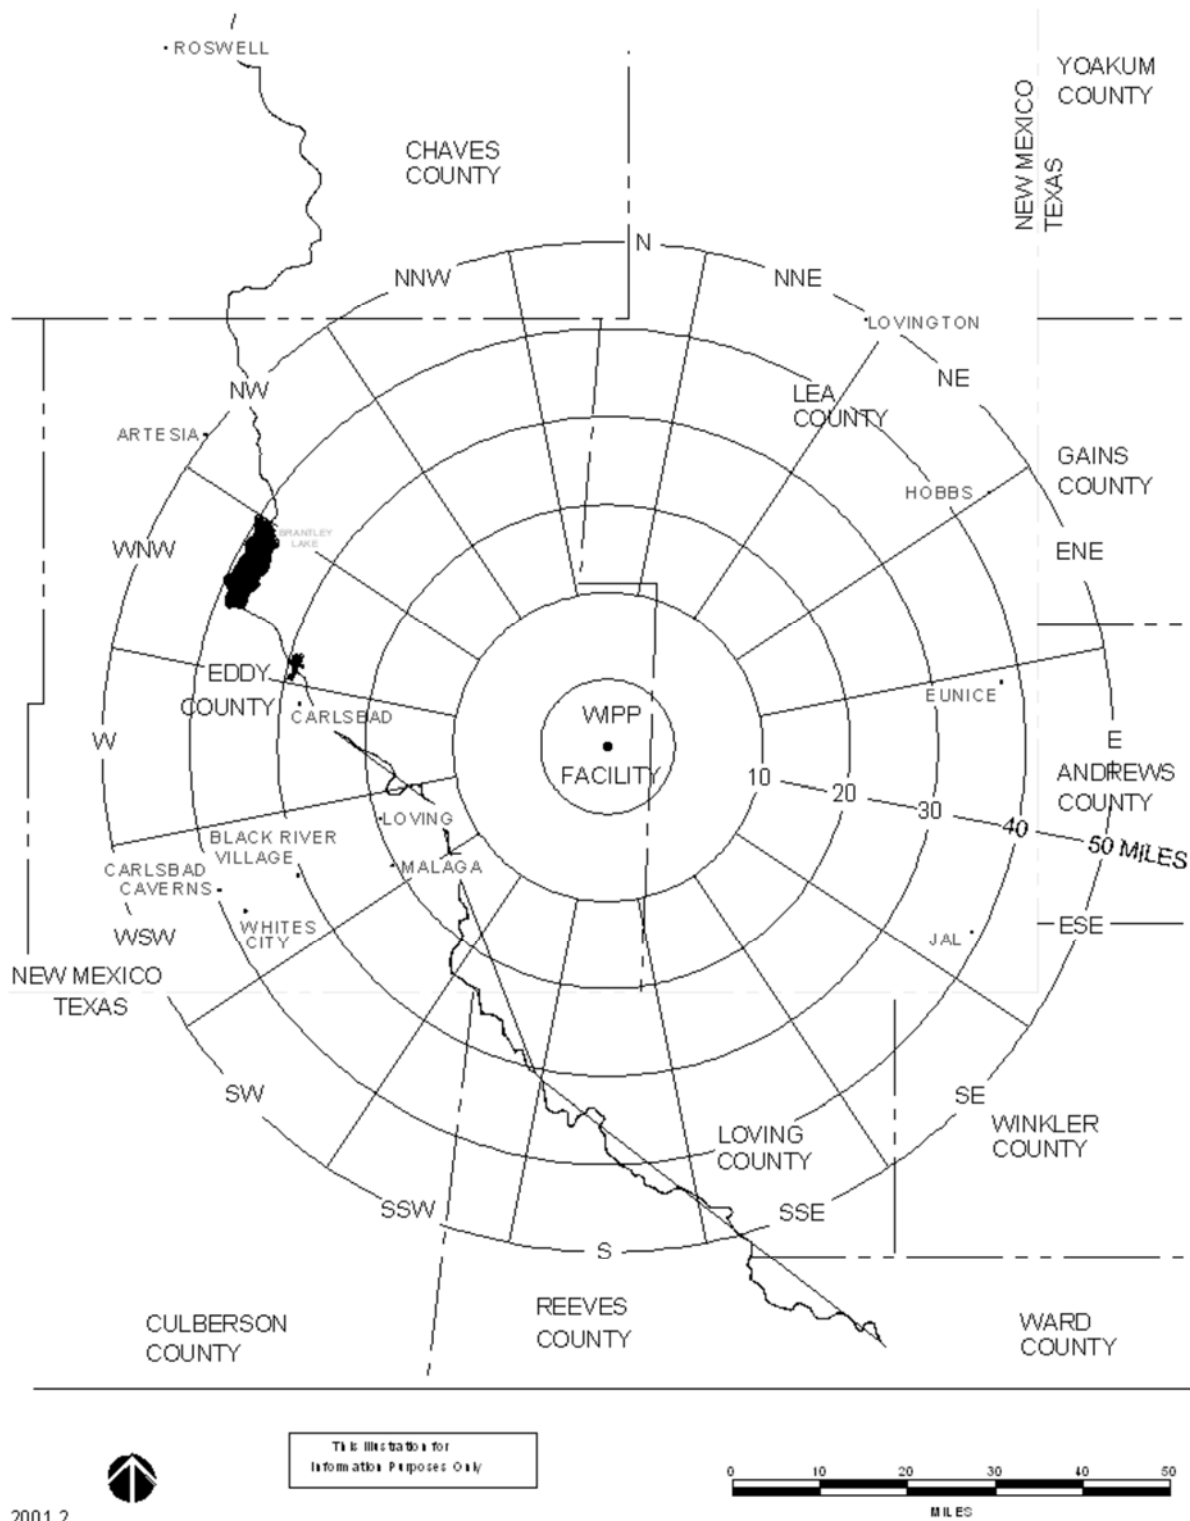 ROSWELL
YOAKUM
COUNTY
NEW MEXICO
TEXAS
CHAVES
COUNTY
N
NNW
NNE
LOVINGTON
NW
NE
LEA
COUNTY
ARTESIA
GAINS
COUNTY
HOBBS
BRANTLEY
LAKE
WNW
ENE
EDDY
COUNTY
CARLSBAD
EUNICE
WIPP
FACILITY
W
E
ANDREWS
COUNTY
10
20
30
40
50 MILES
LOVING
BLACK RIVER
VILLAGE
MALAGA
CARLSBAD
CAVERNS
WHITES
CITY
WSW
ESE
JAL
NEW MEXICO
TEXAS
SW
SE
WINKLER
COUNTY
LOVING
COUNTY
SSW
SSE
S
CULBERSON
COUNTY
REEVES
COUNTY
WARD
COUNTY
This Illustration for
Information Purposes Only
0 10 20 30 40 50
MILES
2001.2